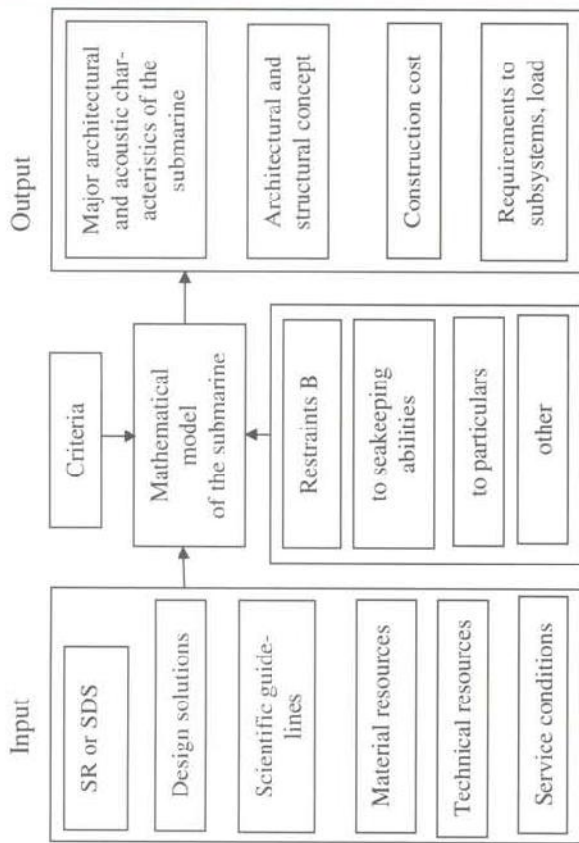 Input
SR or SDS
Design solutions
Scientific guide-
lines
Material resources
Technical resources
Service conditions
Criteria
Mathematical
model
of the submarine
Restraints B
to seakeeping
abilities
to particulars
other
Output
Major architectural
and acoustic char-
acteristics of the
submarine
Architectural and
structural concept
Construction cost
Requirements to
subsystems, load